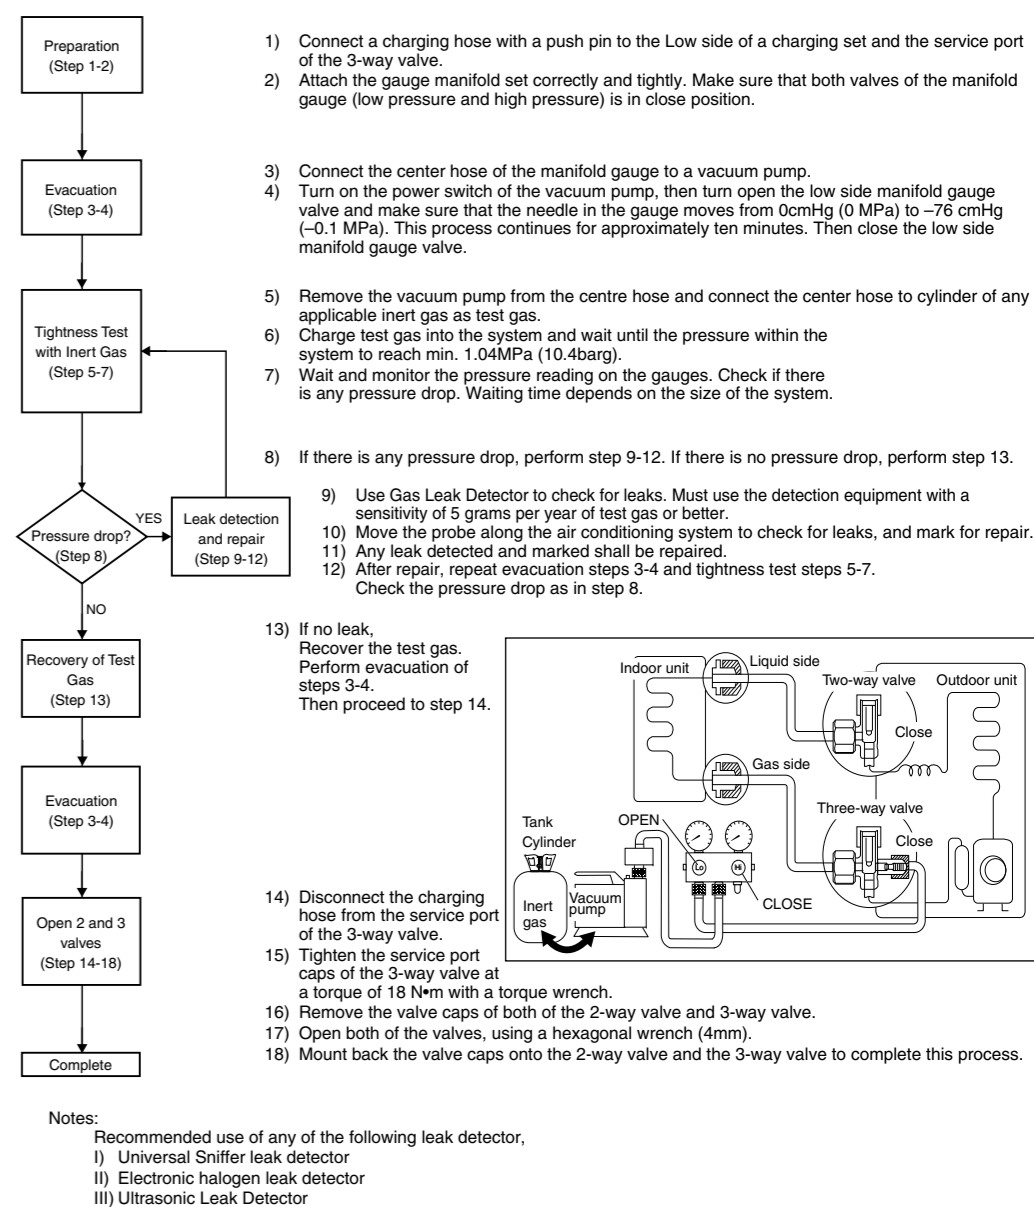 Preparation
(Step 1-2)
1) Connect a charging hose with a push pin to the Low side of a charging set and the service port
of the 3-way valve.
2) Attach the gauge manifold set correctly and tightly. Make sure that both valves of the manifold
gauge (low pressure and high pressure) is in close position.
Evacuation
(Step 3-4)
3) Connect the center hose of the manifold gauge to a vacuum pump.
4) Turn on the power switch of the vacuum pump, then turn open the low side manifold gauge
valve and make sure that the needle in the gauge moves from 0cmHg (0 MPa) to –76 cmHg
(–0.1 MPa). This process continues for approximately ten minutes. Then close the low side
manifold gauge valve.
Tightness Test
with Inert Gas
(Step 5-7)
5) Remove the vacuum pump from the centre hose and connect the center hose to cylinder of any
applicable inert gas as test gas.
6) Charge test gas into the system and wait until the pressure within the
system to reach min. 1.04MPa (10.4barg).
7) Wait and monitor the pressure reading on the gauges. Check if there
is any pressure drop. Waiting time depends on the size of the system.
8) If there is any pressure drop, perform step 9-12. If there is no pressure drop, perform step 13.
Pressure drop?
(Step 8)
YES
NO
Leak detection
and repair
(Step 9-12)
9) Use Gas Leak Detector to check for leaks. Must use the detection equipment with a
sensitivity of 5 grams per year of test gas or better.
10) Move the probe along the air conditioning system to check for leaks, and mark for repair.
11) Any leak detected and marked shall be repaired.
12) After repair, repeat evacuation steps 3-4 and tightness test steps 5-7.
Check the pressure drop as in step 8.
Recovery of Test
Gas
(Step 13)
13) If no leak,
Recover the test gas.
Perform evacuation of
steps 3-4.
Then proceed to step 14.
Indoor unit
Liquid side
Two-way valve
Outdoor unit
Close
Gas side
Three-way valve
Close
Tank
Cylinder
OPEN
Lo
Hi
CLOSE
Inert
gas
Vacuum
pump
Evacuation
(Step 3-4)
Open 2 and 3
valves
(Step 14-18)
14) Disconnect the charging
hose from the service port
of the 3-way valve.
15) Tighten the service port
caps of the 3-way valve at
a torque of 18 N•m with a torque wrench.
16) Remove the valve caps of both of the 2-way valve and 3-way valve.
17) Open both of the valves, using a hexagonal wrench (4mm).
18) Mount back the valve caps onto the 2-way valve and the 3-way valve to complete this process.
Complete
Notes:
Recommended use of any of the following leak detector,
I) Universal Sniffer leak detector
II) Electronic halogen leak detector
III) Ultrasonic Leak Detector